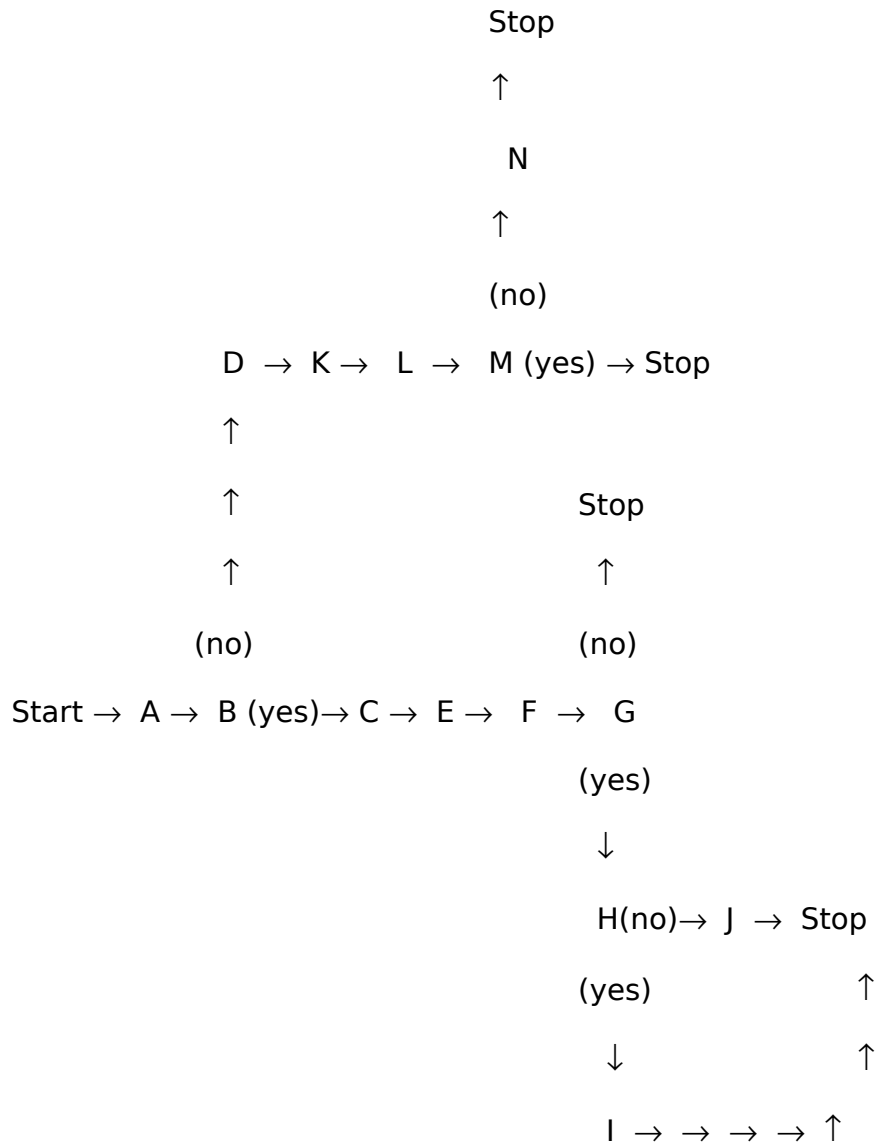 Stop
↑
N
↑
(no)
D → K → L → M (yes) → Stop
↑
↑ Stop
↑ ↑
(no) (no)
Start → A → B (yes)→ C → E → F → G
(yes)
↓
H(no)→ J → Stop
(yes) ↑
↓ ↑
I → → → → ↑